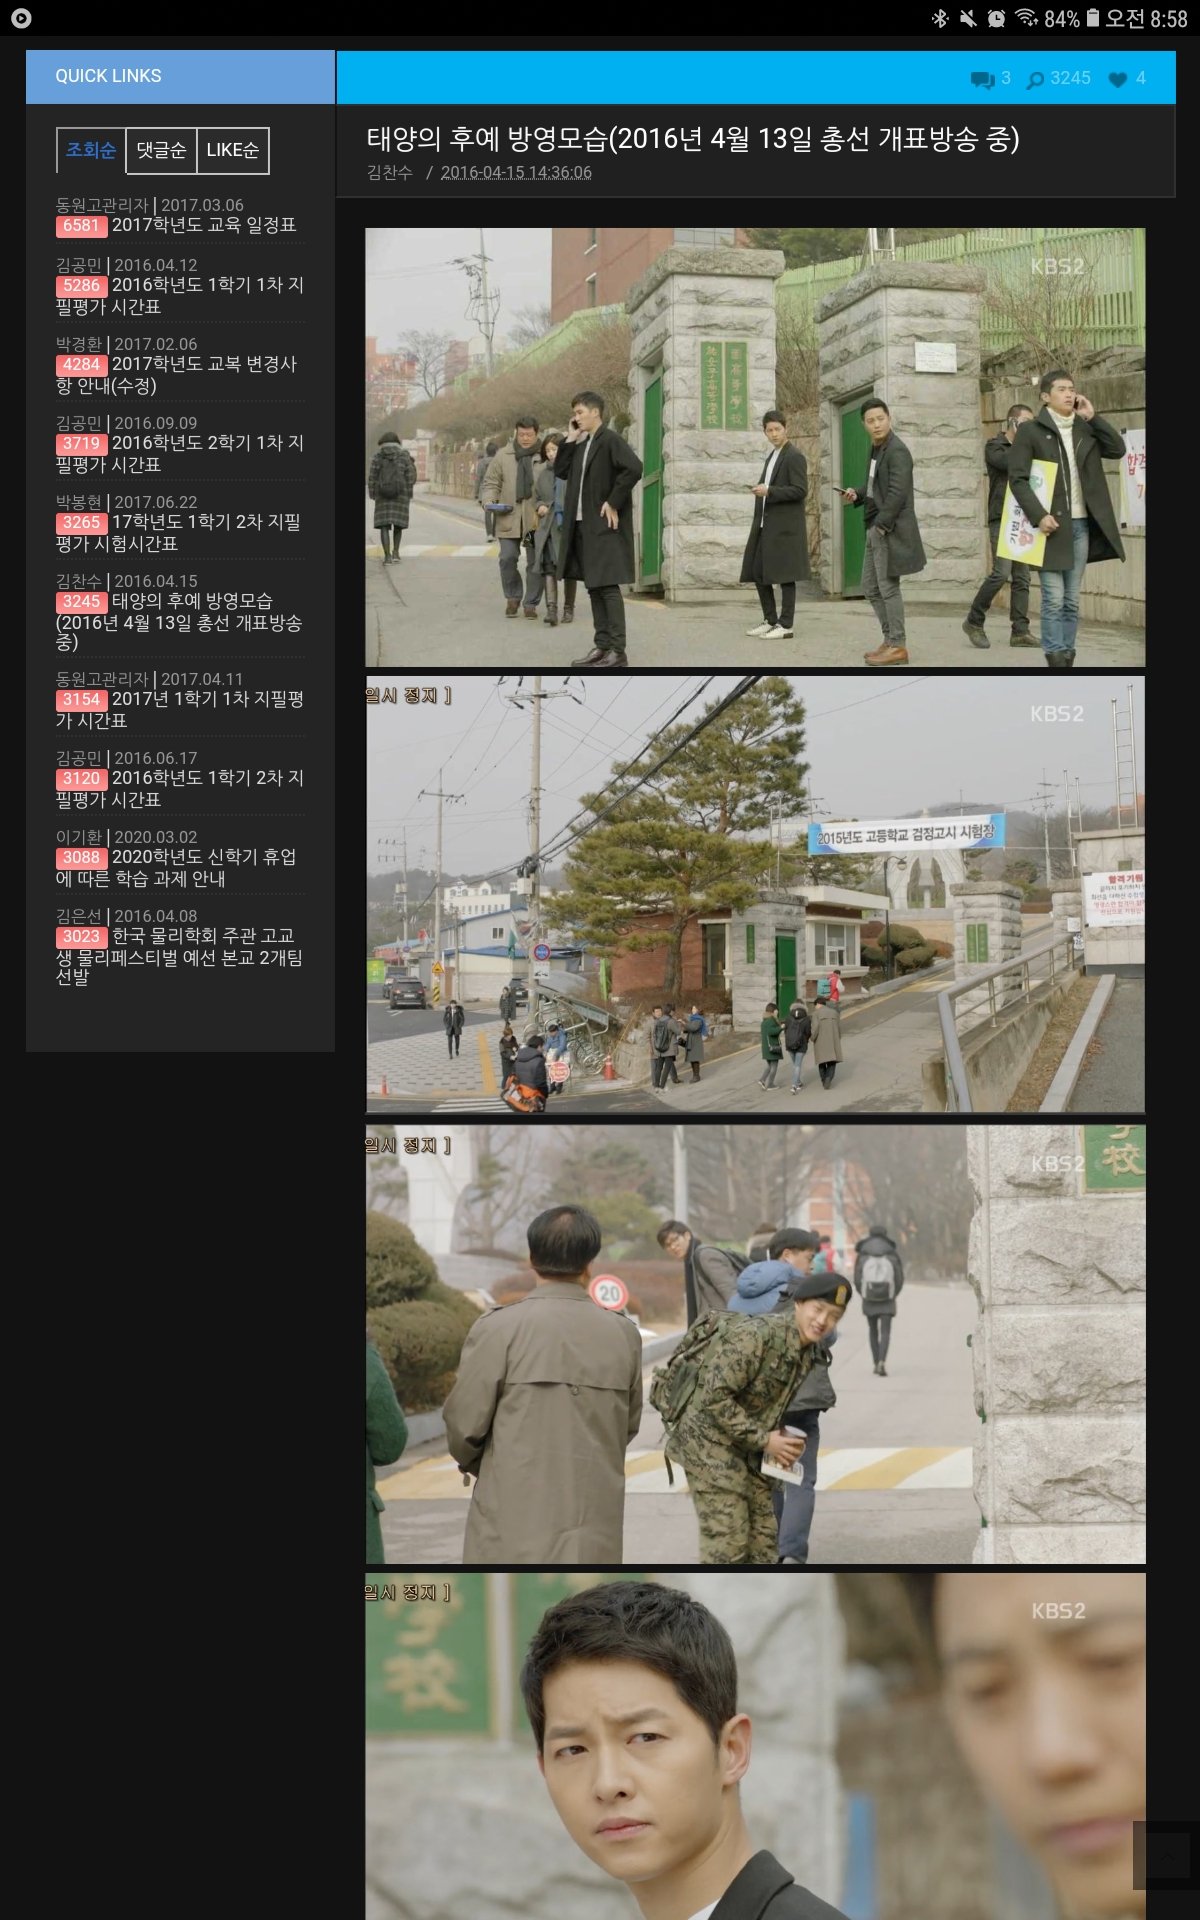 84% 오전 8:58
QUICK LINKS
3 3245 4
조회순 댓글순 LIKE순
동원고관리자 | 2017.03.06
6581 2017학년도 교육 일정표
김공민 | 2016.04.12
5286 2016학년도 1학기 1차 지
필평가 시간표
박경환 | 2017.02.06
4284 2017학년도 교복 변경사
항 안내(수정)
김공민 | 2016.09.09
3719 2016학년도 2학기 1차 지
필평가 시간표
박봉현 | 2017.06.22
3265 17학년도 1학기 2차 지필
평가 시험시간표
김찬수 | 2016.04.15
3245 태양의 후예 방영모습
(2016년 4월 13일 총선 개표방송
중)
동원고관리자 | 2017.04.11
3154 2017년 1학기 1차 지필평
가 시간표
김공민 | 2016.06.17
3120 2016학년도 1학기 2차 지
필평가 시간표
이기환 | 2020.03.02
3088 2020학년도 신학기 휴업
에 따른 학습 과제 안내
김은선 | 2016.04.08
3023 한국 물리학회 주관 고교
생 물리페스티벌 예선 본교 2개팀
선발
태양의 후예 방영모습(2016년 4월 13일 총선 개표방송 중)
김찬수 / 2016-04-15 14:36:06
KBS2
일시 정지 ]
KBS2
2015년도 고등학교 검정고시 시험장
합격기원
일시 정지 ]
KBS2
校
20
일시 정지 ]
KBS2
校